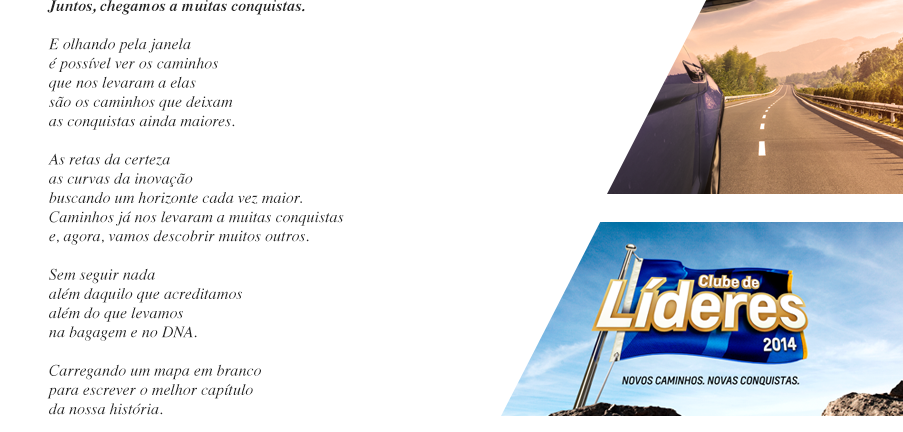 Juntos, chegamos a muitas conquistas.
E olhando pela janela
é possível ver os caminhos
que nos levaram a elas
são os caminhos que deixam
as conquistas ainda maiores.
As retas da certeza
as curvas da inovação
buscando um horizonte cada vez maior.
Caminhos já nos levaram a muitas conquistas
e, agora, vamos descobrir muitos outros.
Sem seguir nada
além daquilo que acreditamos
além do que levamos
na bagagem e no DNA.
Carregando um mapa em branco
para escrever o melhor capítulo
da nossa história.
Clube de
Líderes
2014
NOVOS CAMINHOS. NOVAS CONQUISTAS.